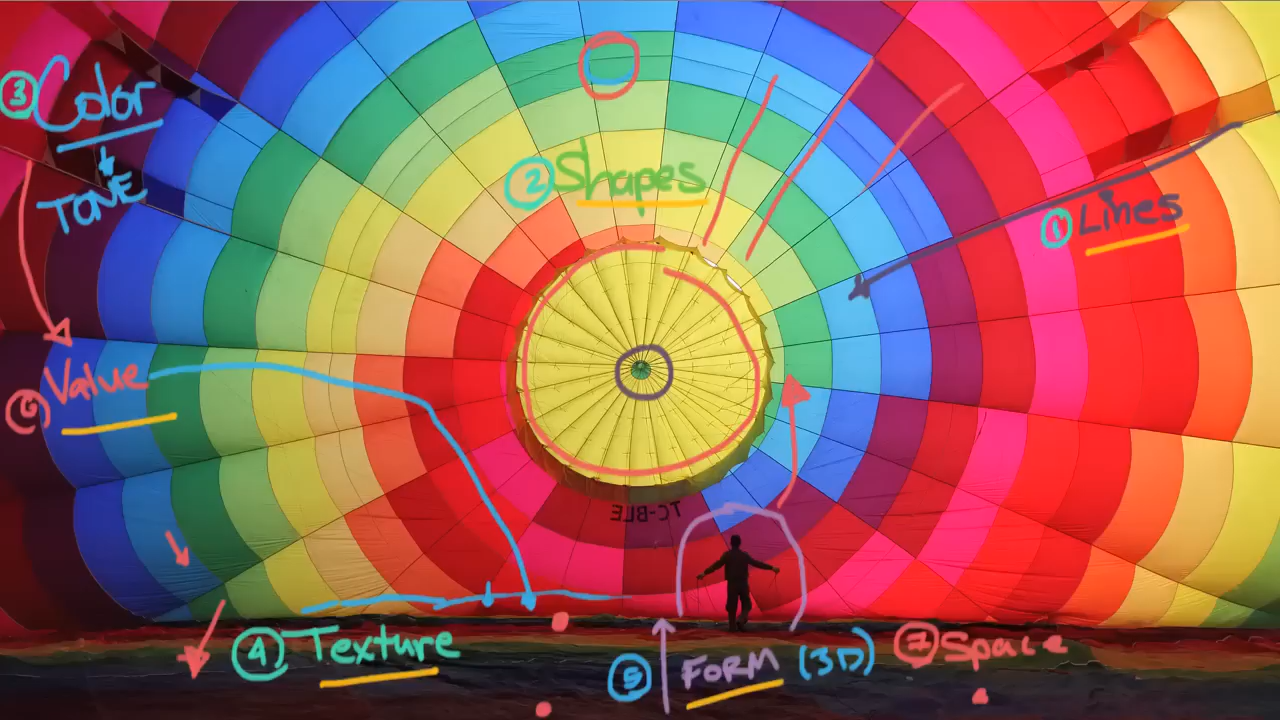 ③ Color
TONE
② Shapes
① Lines
⑥ Value
TC-BLE
④ Texture
⑤ FORM (3D)
⑦ Space